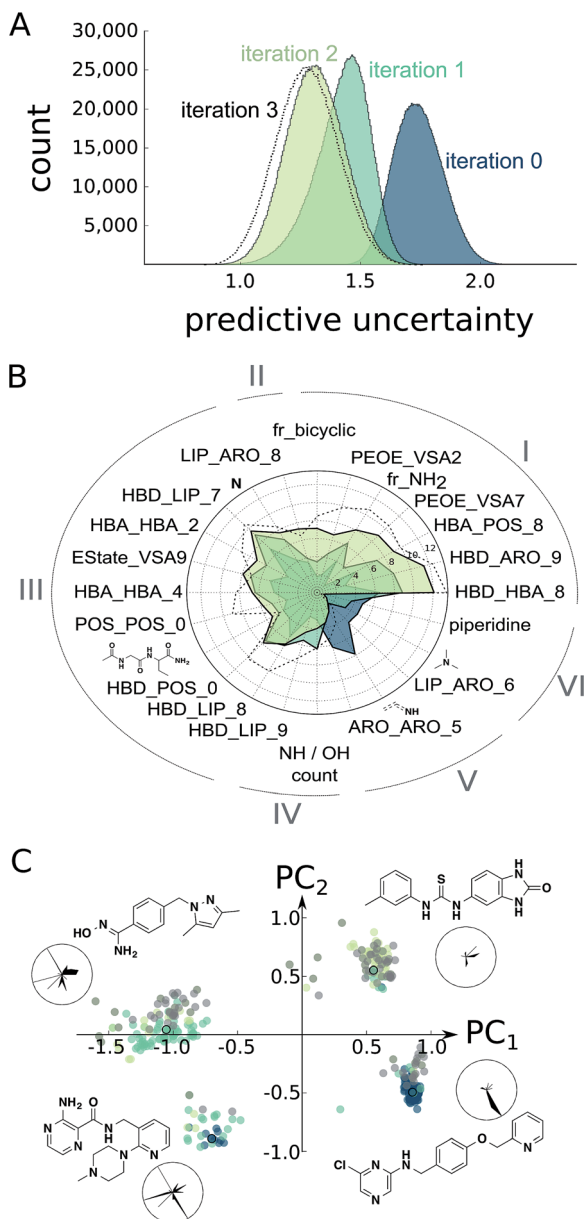 A
30,000
25,000
20,000
15,000
10,000
5,000
count
iteration 2
iteration 1
iteration 3
iteration 0
1.0
1.5
2.0
predictive uncertainty
B
II
fr_bicyclic
I
LIP_ARO_8
PEOE_VSA2
N
fr_NH2
HBD_LIP_7
PEOE_VSA7
HBA_HBA_2
HBA_POS_8
EState_VSA9
HBD_ARO_9
III
HBA_HBA_4
HBD_HBA_8
2 4 6 8 10 12
POS_POS_0
piperidine
O O
N H O N H NH2
N
HBD_POS_0
LIP_ARO_6
VI
HBD_LIP_8
NH
HBD_LIP_9
ARO_ARO_5
NH / OH
count
V
IV
C
PC2
1.0
0.5
-0.5
-1.0
-1.5
-1.0
-0.5
0.5
1.0
PC1
HO N
NH2
N N
S
N H N H
H N
O
N H
NH2
O
N
N
N H
N
N
N
Cl
N
N
H N
O
N